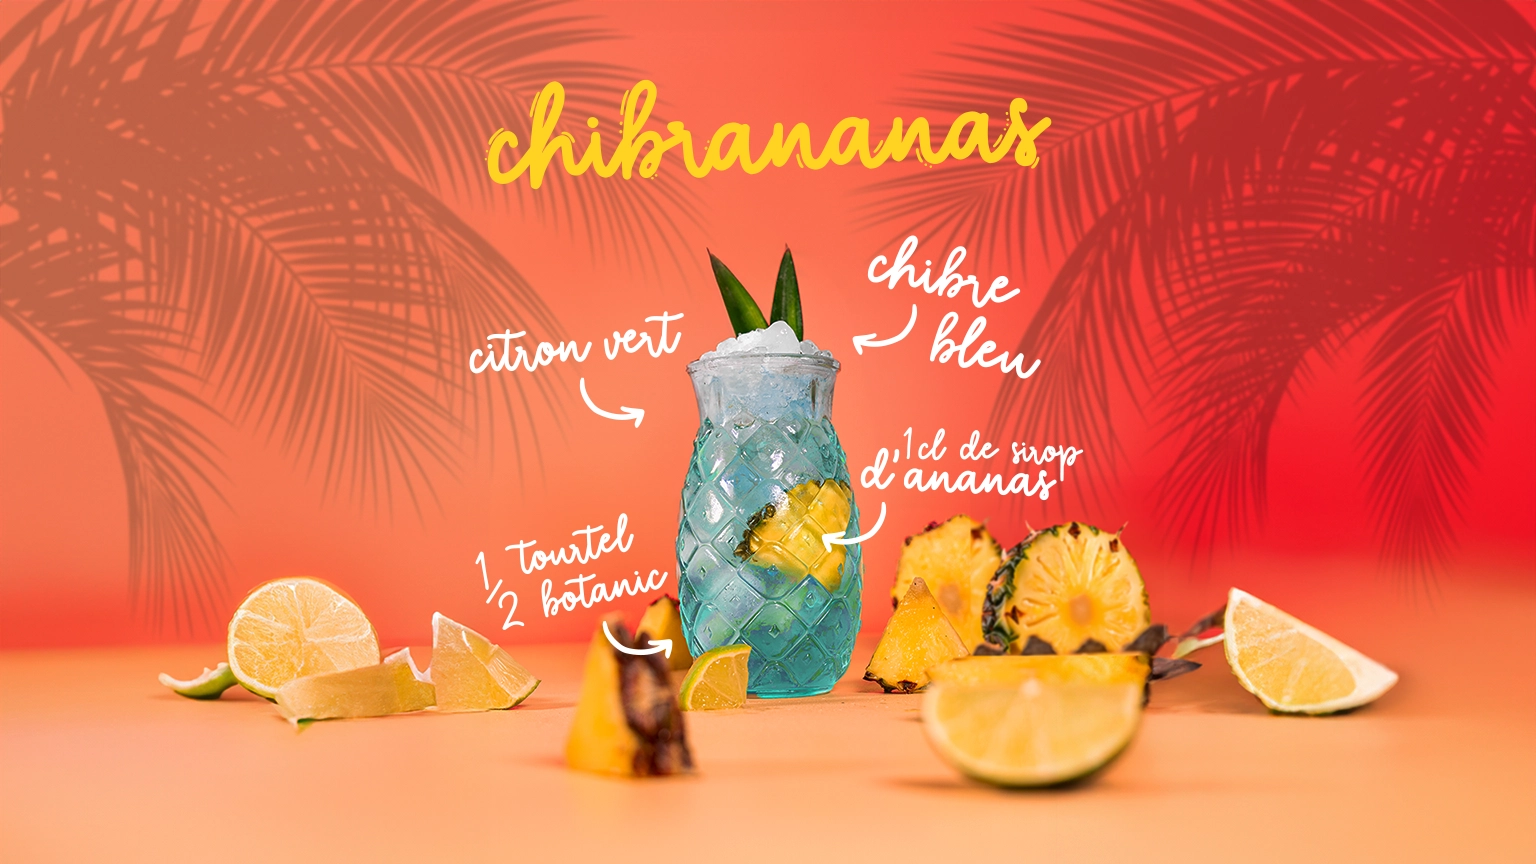 chibrananas
citron vert
chibre
bleu
1cl de sirop
d'ananas
1/2 tourtel
botanic